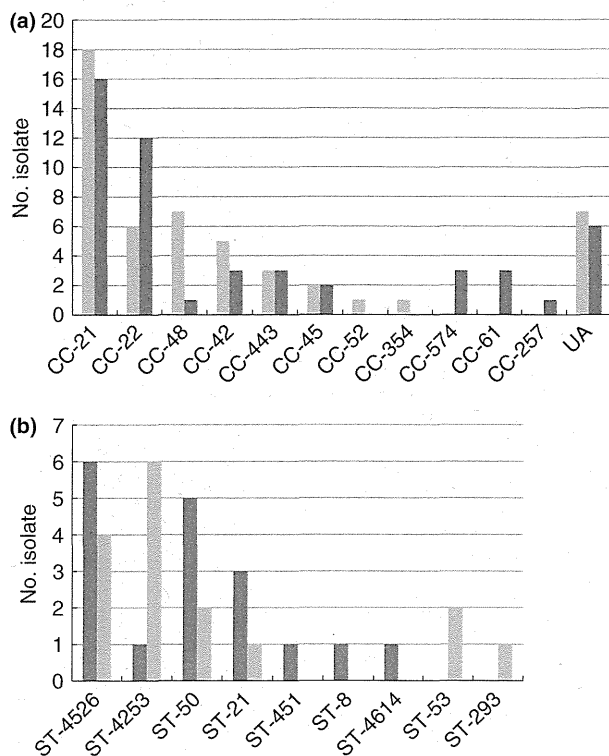 (a)
20
18
16
14
12
10
8
6
4
2
0
No. isolate
CC-21
CC-22
CC-48
CC-42
CC-443
CC-45
CC-52
CC-354
CC-574
CC-61
CC-257
UA
(b)
7
6
5
4
3
2
1
0
No. isolate
ST-4526
ST-4253
ST-50
ST-21
ST-451
ST-8
ST-4614
ST-53
ST-293